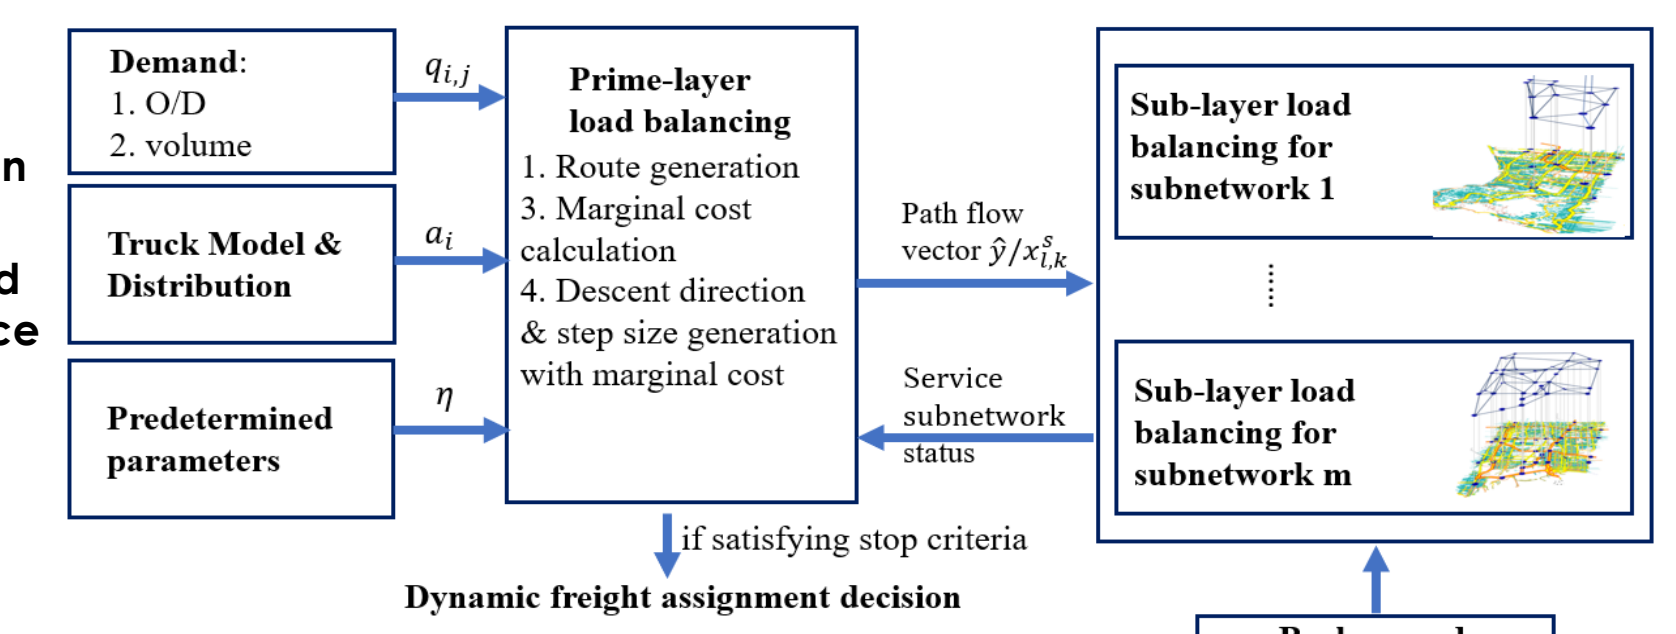 Demand:
1. O/D
2. volume
n
Truck Model &
Distribution
d
ce
Predetermined
parameters
q_{i,j}
a_i
η
Prime-layer
load balancing
1. Route generation
3. Marginal cost
calculation
4. Descent direction
& step size generation
with marginal cost
Path flow
vector ŷ/x^s_{l,k}
Service
subnetwork
status
Sub-layer load
balancing for
subnetwork 1
Sub-layer load
balancing for
subnetwork m
if satisfying stop criteria
Dynamic freight assignment decision